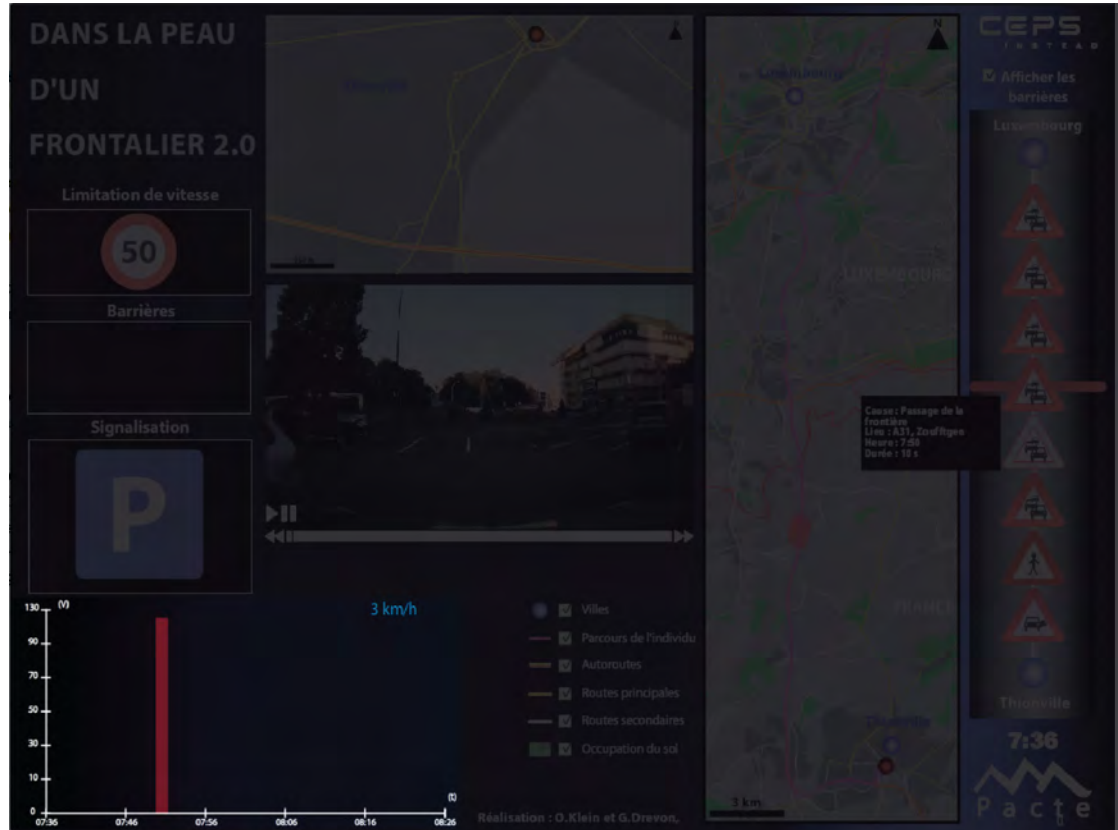 DANS LA PEAU
D'UN
FRONTALIER 2.0
Limitation de vitesse
50
Barrières
Signalisation
P
130
(V)
90
70
50
30
10
0
07:36
07:46
07:56
08:06
08:16
08:26
(t)
3 km/h
Villes
Parcours de l'individu
Autoroutes
Routes principales
Routes secondaires
Occupation du sol
Réalisation : O.Klein et G.Drevon,
Thionville
N
Luxembourg
LUXEMBOURG
Cause : Passage de la
frontière
Lieu : A31, Zoufftgen
Heure : 7:58
Durée : 18 s
FRANCE
Thionville
3 km
CEPS
INSTEAD
Afficher les
barrières
Luxembourg
Thionville
7:36
Pacte